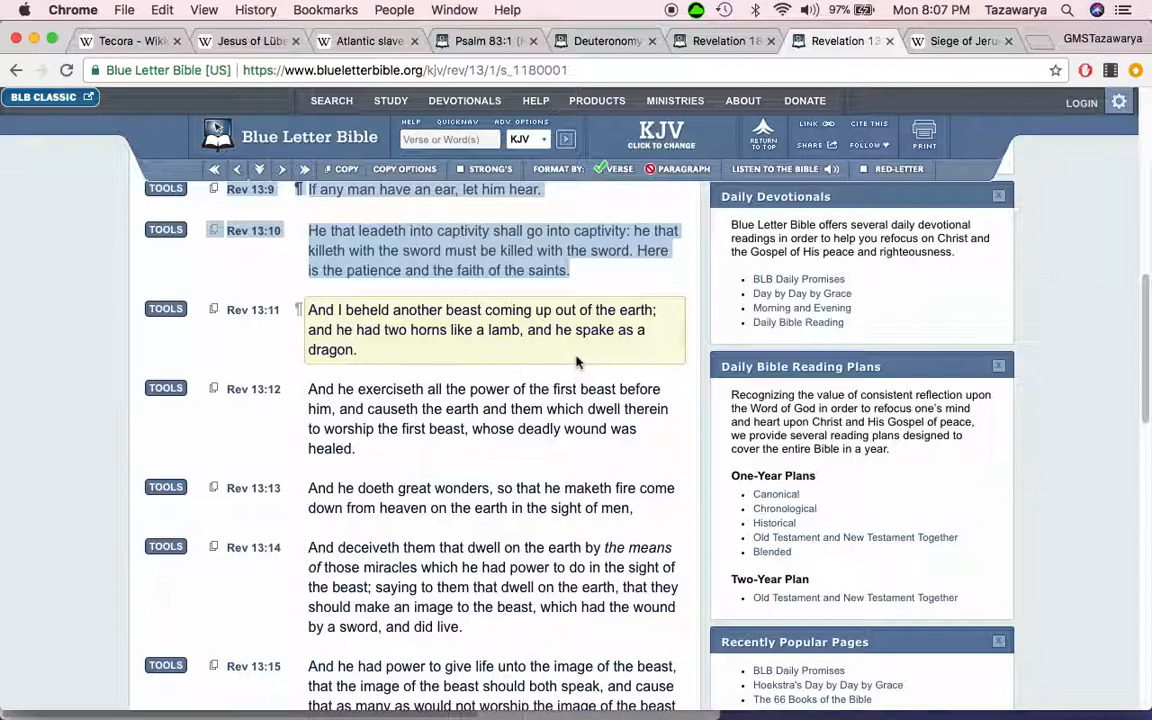 Chrome File Edit View History Bookmarks People Window Help 97% Mon 8:07 PM Tazawarya
Tecora - Wiki Jesus of Lübe Atlantic slave Psalm 83:1 (K Deuteronomy Revelation 18 Revelation 13 Siege of Jeru GMSTazawarya
Blue Letter Bible [US] https://www.blueletterbible.org/kjv/rev/13/1/s_1180001
BLB CLASSIC
SEARCH STUDY DEVOTIONALS HELP PRODUCTS MINISTRIES ABOUT DONATE LOGIN
HELP QUICKNAV ADV. OPTIONS
Blue Letter Bible Verse or Word(s) KJV
KJV
CLICK TO CHANGE
RETURN
TO TOP
LINK CITE THIS
SHARE FOLLOW PRINT
COPY COPY OPTIONS STRONG'S FORMAT BY: VERSE PARAGRAPH LISTEN TO THE BIBLE RED-LETTER
TOOLS Rev 13:9 ¶ If any man have an ear, let him hear.
TOOLS Rev 13:10 He that leadeth into captivity shall go into captivity: he that
killeth with the sword must be killed with the sword. Here
is the patience and the faith of the saints.
TOOLS Rev 13:11 ¶ And I beheld another beast coming up out of the earth;
and he had two horns like a lamb, and he spake as a
dragon.
TOOLS Rev 13:12 And he exerciseth all the power of the first beast before
him, and causeth the earth and them which dwell therein
to worship the first beast, whose deadly wound was
healed.
TOOLS Rev 13:13 And he doeth great wonders, so that he maketh fire come
down from heaven on the earth in the sight of men,
TOOLS Rev 13:14 And deceiveth them that dwell on the earth by the means
of those miracles which he had power to do in the sight of
the beast; saying to them that dwell on the earth, that they
should make an image to the beast, which had the wound
by a sword, and did live.
TOOLS Rev 13:15 And he had power to give life unto the image of the beast,
that the image of the beast should both speak, and cause
that as many as would not worship the image of the beast
Daily Devotionals
Blue Letter Bible offers several daily devotional
readings in order to help you refocus on Christ and
the Gospel of His peace and righteousness.
BLB Daily Promises
Day by Day by Grace
Morning and Evening
Daily Bible Reading
Daily Bible Reading Plans
Recognizing the value of consistent reflection upon
the Word of God in order to refocus one's mind
and heart upon Christ and His Gospel of peace,
we provide several reading plans designed to
cover the entire Bible in a year.
One-Year Plans
Canonical
Chronological
Historical
Old Testament and New Testament Together
Blended
Two-Year Plan
Old Testament and New Testament Together
Recently Popular Pages
BLB Daily Promises
Hoekstra's Day by Day by Grace
The 66 Books of the Bible